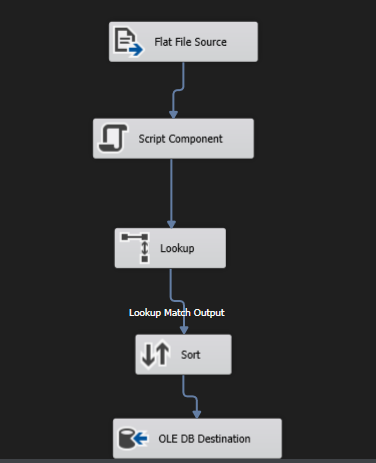 Flat File Source
Script Component
Lookup
Lookup Match Output
Sort
OLE DB Destination